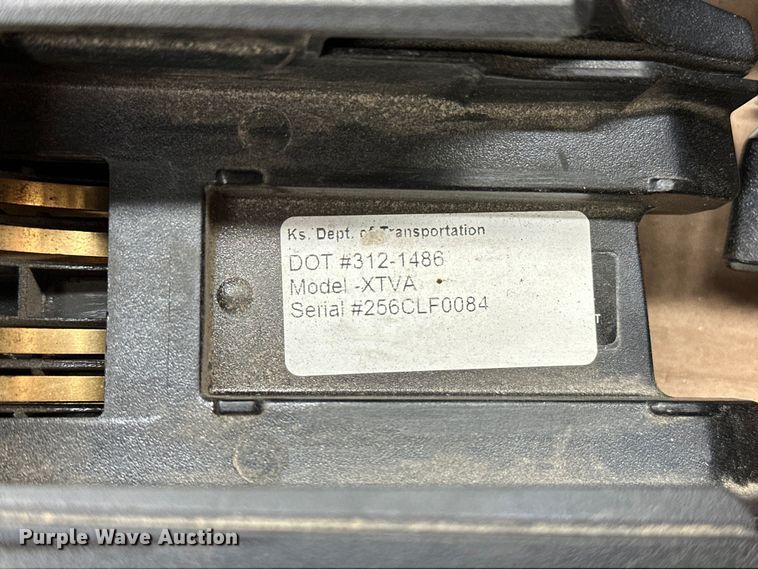 Ks. Dept. of Transportation
DOT #312-1486
Model -XTVA
Serial #256CLF0084
T
Purple Wave Auction